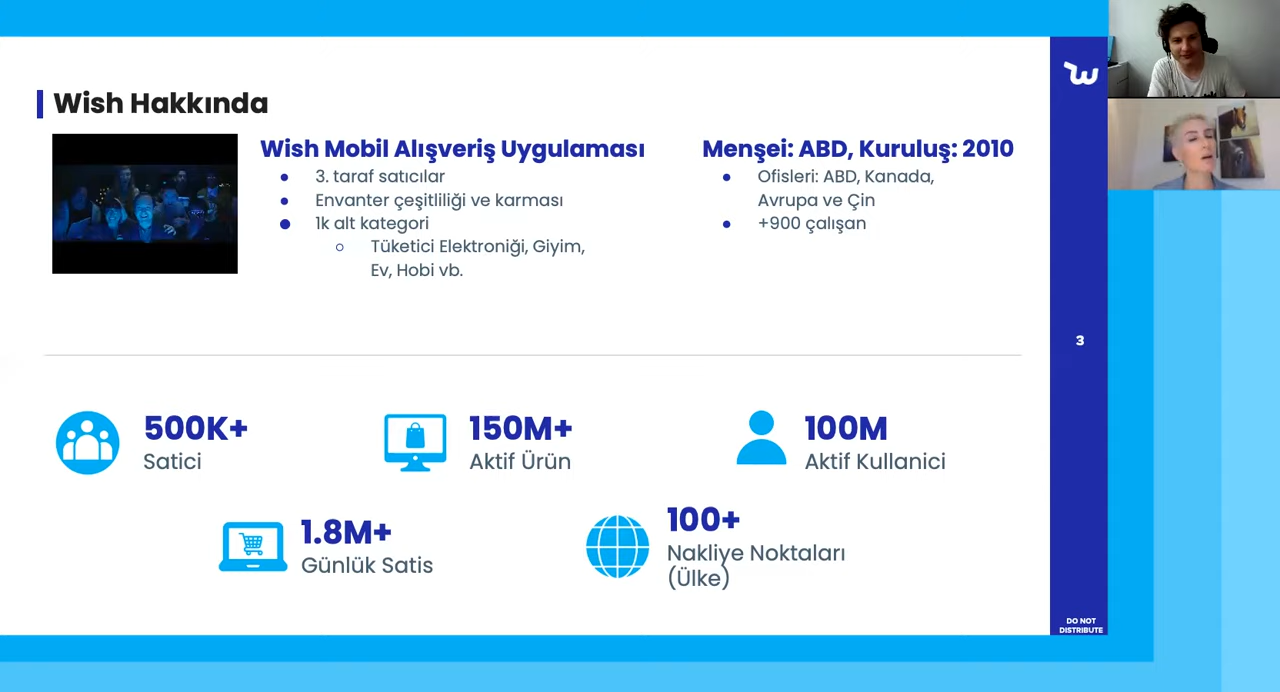 Wish Hakkında
Wish Mobil Alışveriş Uygulaması
3. taraf satıcılar
Envanter çeşitliliği ve karması
1k alt kategori
Tüketici Elektroniği, Giyim,
Ev, Hobi vb.
Menşei: ABD, Kuruluş: 2010
Ofisleri: ABD, Kanada,
Avrupa ve Çin
+900 çalışan
3
500K+
Satici
150M+
Aktif Ürün
100M
Aktif Kullanici
1.8M+
Günlük Satis
100+
Nakliye Noktaları
(Ülke)
DO NOT
DISTRIBUTE